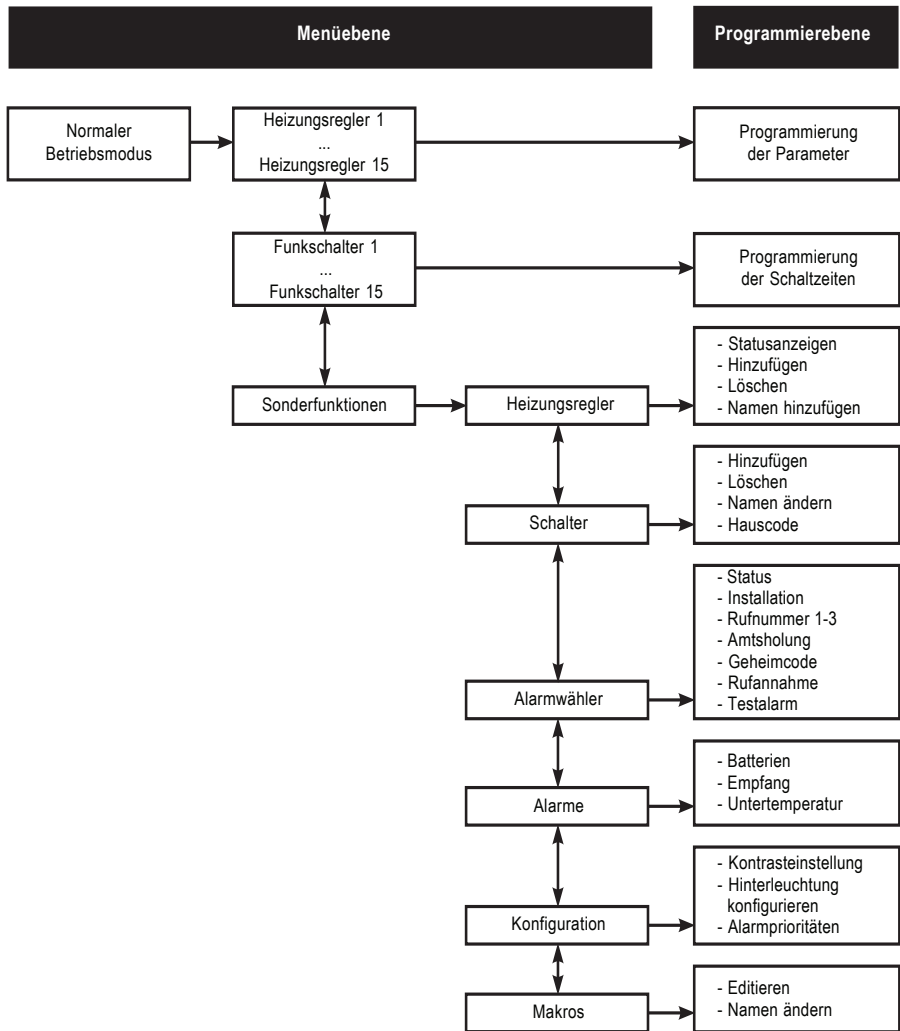 Menüebene
Programmierebene
Normaler
Betriebsmodus
Heizungsregler 1
...
Heizungsregler 15
Programmierung
der Parameter
Funkschalter 1
...
Funkschalter 15
Programmierung
der Schaltzeiten
Sonderfunktionen
Heizungsregler
- Statusanzeigen
- Hinzufügen
- Löschen
- Namen hinzufügen
Schalter
- Hinzufügen
- Löschen
- Namen ändern
- Hauscode
Alarmwähler
- Status
- Installation
- Rufnummer 1-3
- Amtsholung
- Geheimcode
- Rufannahme
- Testalarm
Alarme
- Batterien
- Empfang
- Untertemperatur
Konfiguration
- Kontrasteinstellung
- Hinterleuchtung
konfigurieren
- Alarmprioritäten
Makros
- Editieren
- Namen ändern